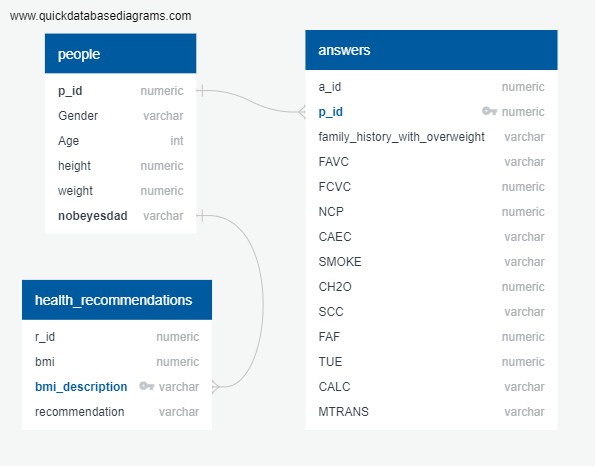 www.quickdatabasediagrams.com
people
p_id numeric
Gender varchar
Age int
height numeric
weight numeric
nobeyesdad varchar
health_recommendations
r_id numeric
bmi numeric
bmi_description varchar
recommendation varchar
answers
a_id numeric
p_id numeric
family_history_with_overweight varchar
FAVC varchar
FCVC numeric
NCP numeric
CAEC varchar
SMOKE varchar
CH2O numeric
SCC varchar
FAF numeric
TUE numeric
CALC varchar
MTRANS varchar